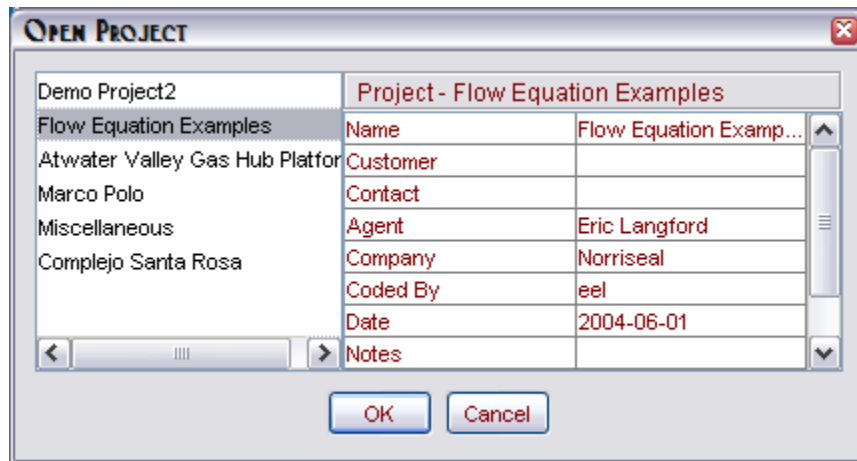 Open Project
Demo Project2
Flow Equation Examples
Atwater Valley Gas Hub Platfor
Marco Polo
Miscellaneous
Complejo Santa Rosa
Project - Flow Equation Examples
Name Flow Equation Examp...
Customer
Contact
Agent Eric Langford
Company Norriseal
Coded By eel
Date 2004-06-01
Notes
OK Cancel